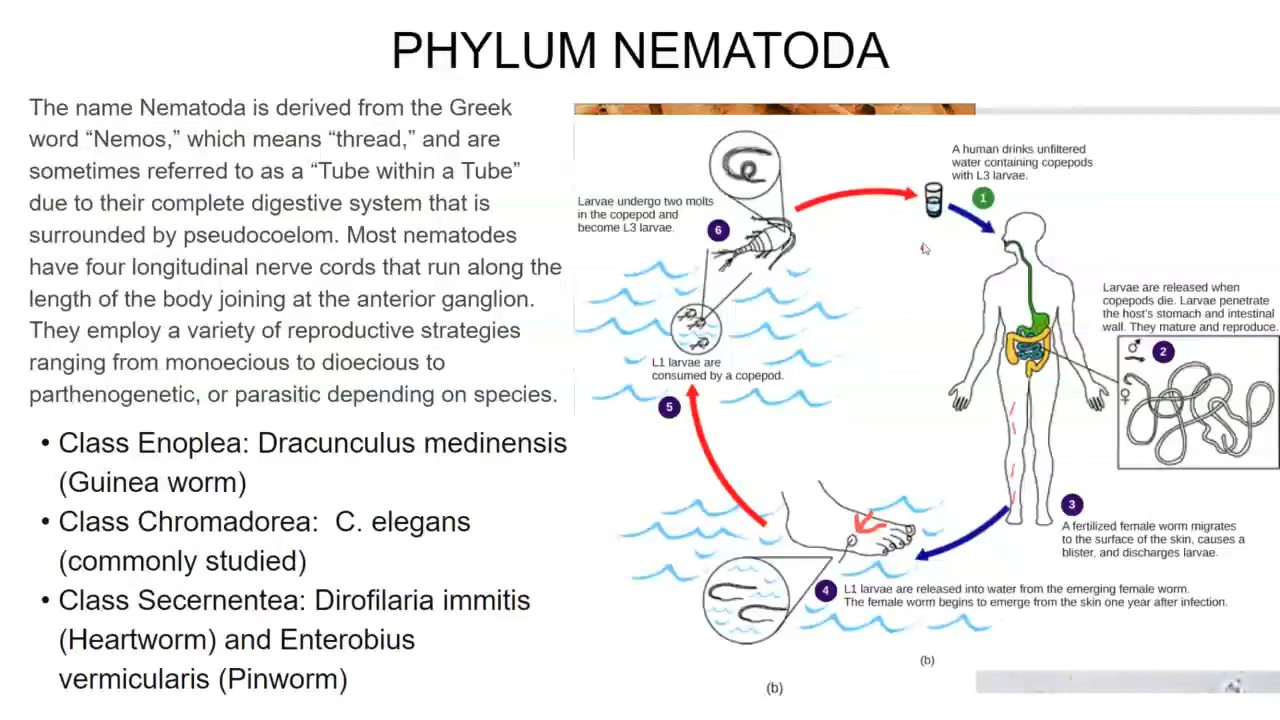 PHYLUM NEMATODA
The name Nematoda is derived from the Greek
word “Nemos,” which means “thread,” and are
sometimes referred to as a “Tube within a Tube”
due to their complete digestive system that is
surrounded by pseudocoelom. Most nematodes
have four longitudinal nerve cords that run along the
length of the body joining at the anterior ganglion.
They employ a variety of reproductive strategies
ranging from monoecious to dioecious to
parthenogenetic, or parasitic depending on species.
• Class Enoplea: Dracunculus medinensis
(Guinea worm)
• Class Chromadorea: C. elegans
(commonly studied)
• Class Secernentea: Dirofilaria immitis
(Heartworm) and Enterobius
vermicularis (Pinworm)
A human drinks unfiltered
water containing copepods
with L3 larvae.
1
Larvae are released when
copepods die. Larvae penetrate
the host's stomach and intestinal
wall. They mature and reproduce.
2
♂
♀
3
A fertilized female worm migrates
to the surface of the skin, causes a
blister, and discharges larvae.
4
L1 larvae are released into water from the emerging female worm.
The female worm begins to emerge from the skin one year after infection.
L1 larvae are
consumed by a copepod.
5
Larvae undergo two molts
in the copepod and
become L3 larvae.
6
(b)
(b)